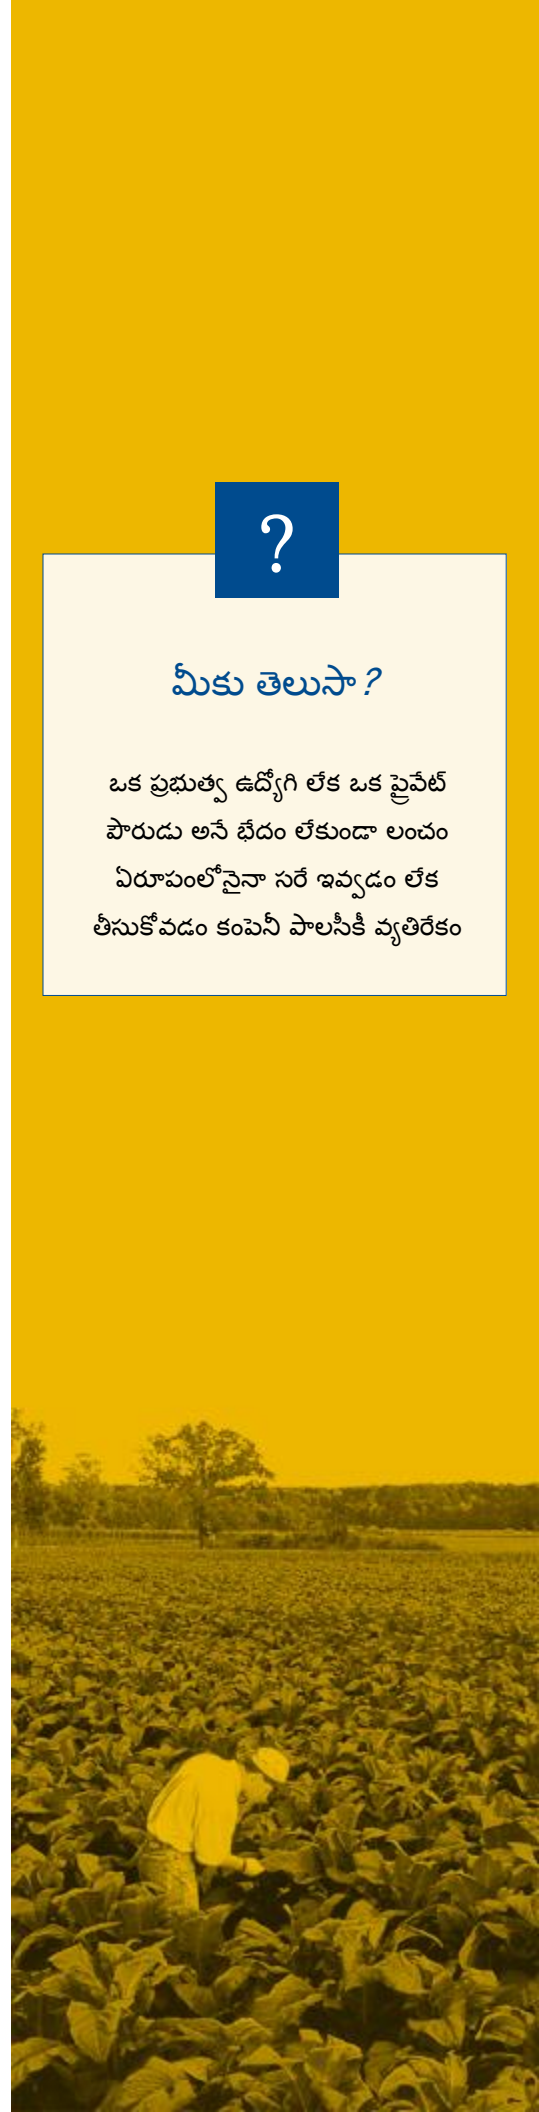 ?
మీకు తెలుసా?
ఒక ప్రభుత్వ ఉద్యోగి లేక ఒక ప్రైవేట్
పౌరుడు అనే భేదం లేకుండా లంచం
ఏరూపంలోనైనా సరే ఇవ్వడం లేక
తీసుకోవడం కంపెనీ పాలసీకీ వ్యతిరేకం